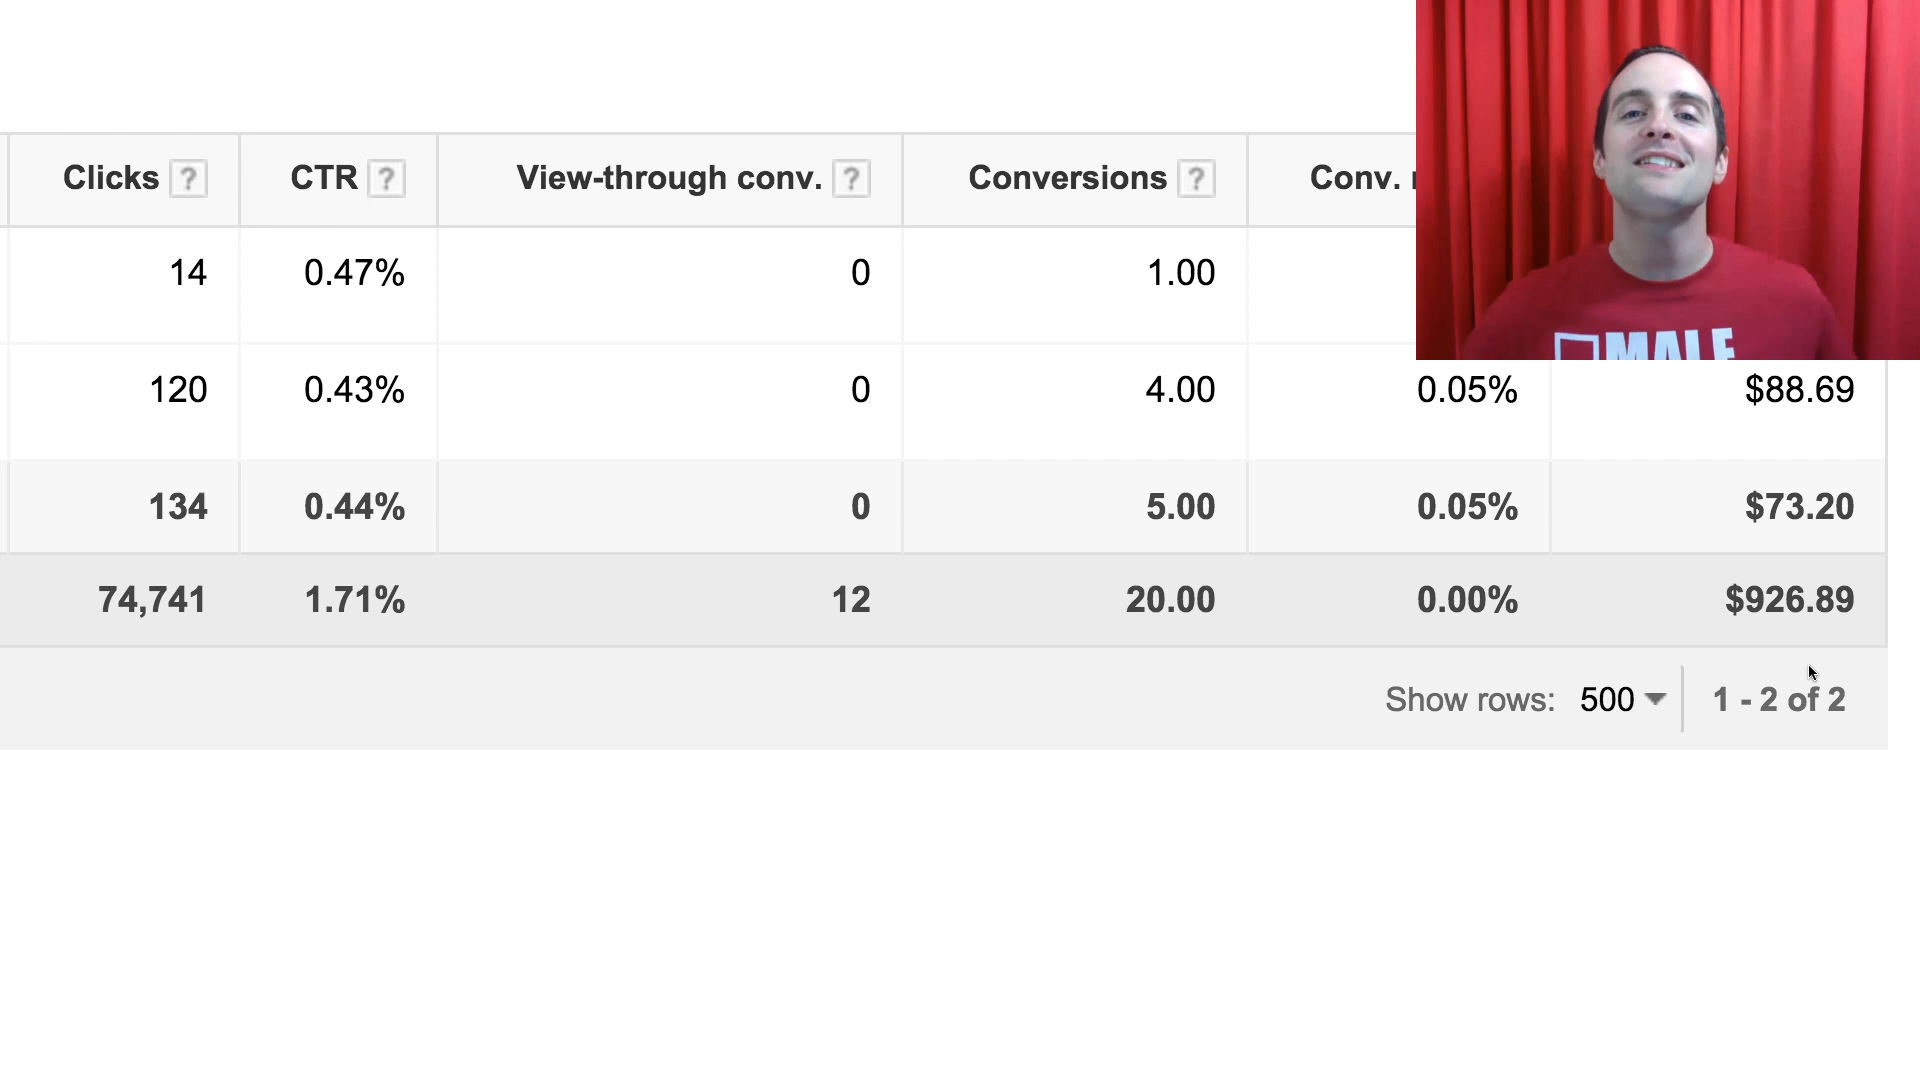 Clicks ? CTR ? View-through conv. ? Conversions ? Conv.
14 0.47% 0 1.00
120 0.43% 0 4.00 0.05% $88.69
134 0.44% 0 5.00 0.05% $73.20
74,741 1.71% 12 20.00 0.00% $926.89
Show rows: 500 1 - 2 of 2
MALE